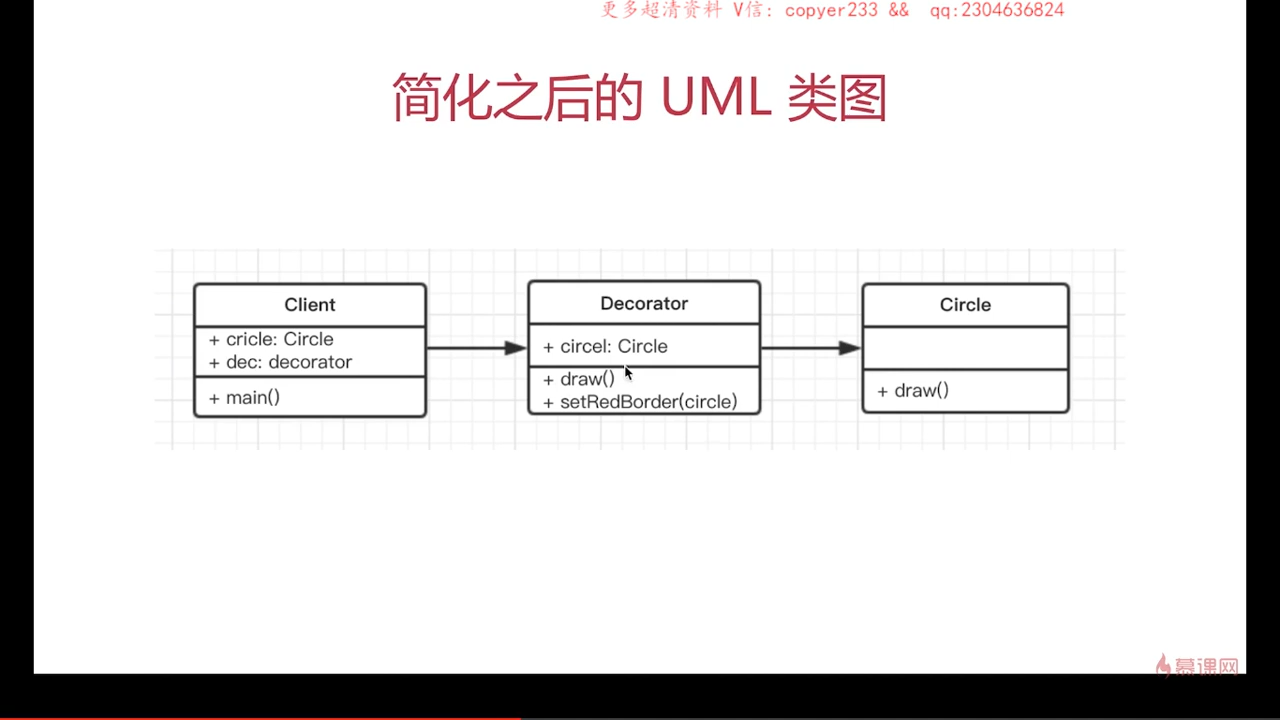 更多超清资料 V信: copyer233 && qq:2304636824
简化之后的 UML 类图
Client
+ cricle: Circle
+ dec: decorator
+ main()
Decorator
+ circel: Circle
+ draw()
+ setRedBorder(circle)
Circle
+ draw()
慕课网